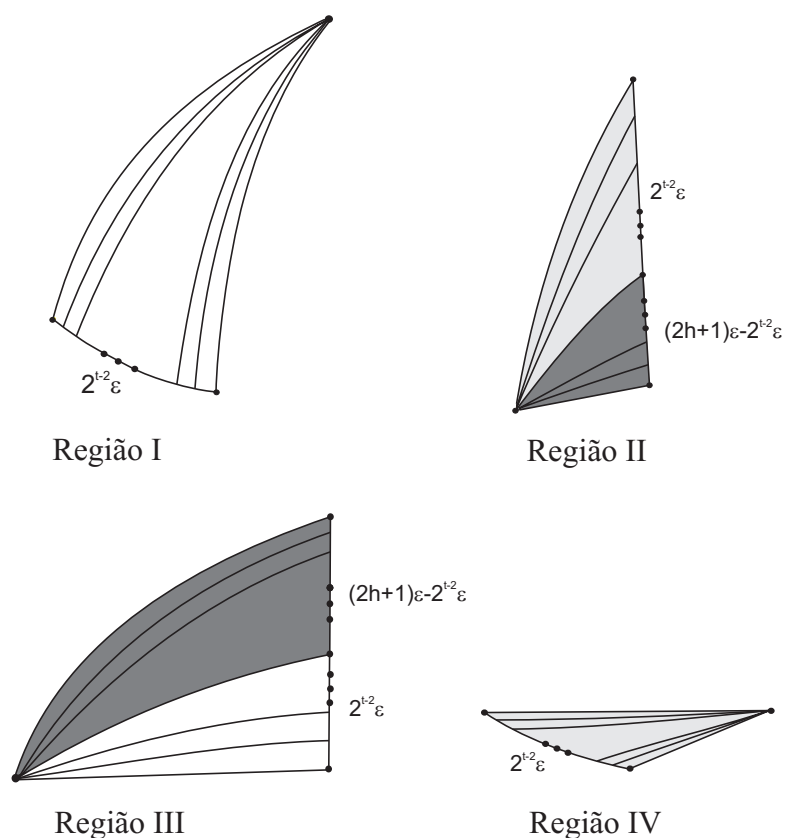 2^{t-2}ε
Região I
2^{t-2}ε
(2h+1)ε-2^{t-2}ε
Região II
(2h+1)ε-2^{t-2}ε
2^{t-2}ε
Região III
2^{t-2}ε
Região IV